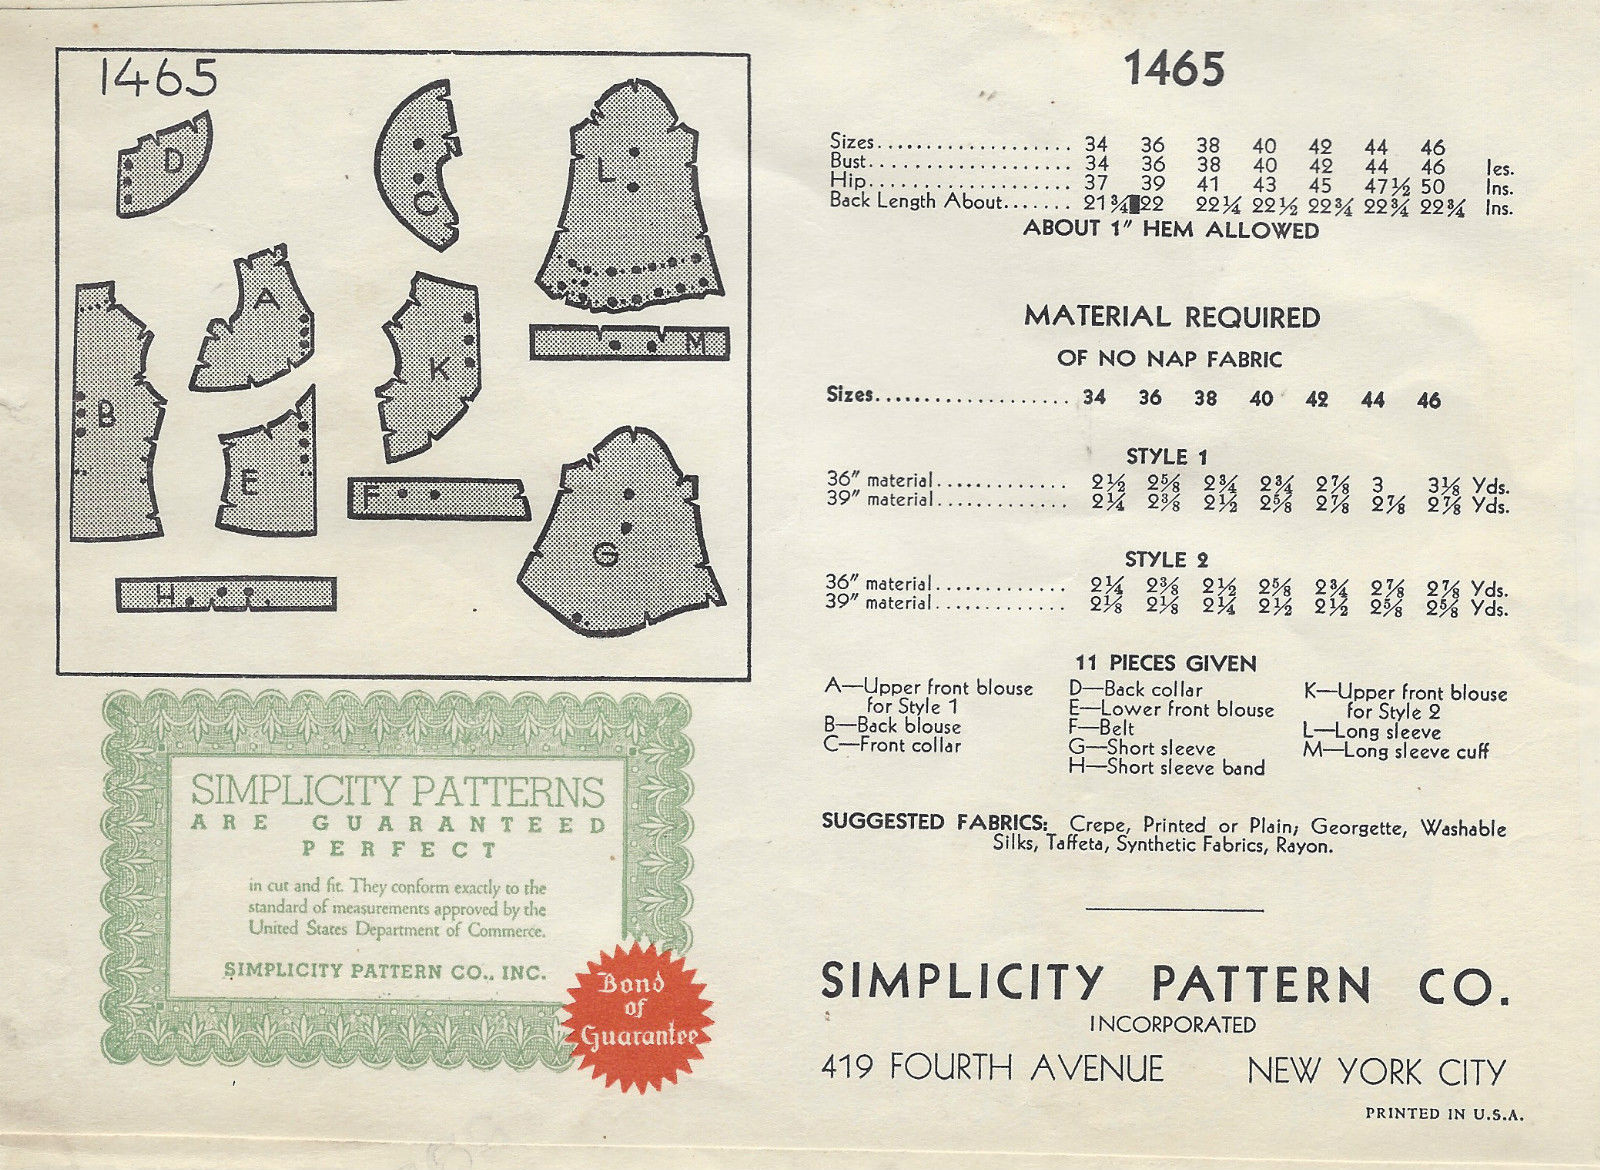 1465
D
C
L
A
B
K
M
E
F
G
H
SIMPLICITY PATTERNS
ARE GUARANTEED
PERFECT
in cut and fit. They conform exactly to the
standard of measurements approved by the
United States Department of Commerce.
SIMPLICITY PATTERN CO., INC.
Bond
of
Guarantee
1465
Sizes................... 34 36 38 40 42 44 46
Bust.................... 34 36 38 40 42 44 46 Ies.
Hip..................... 37 39 41 43 45 47½ 50 Ins.
Back Length About....... 21¾ 22 22¼ 22½ 22¾ 22¾ 22¾ Ins.
ABOUT 1" HEM ALLOWED
MATERIAL REQUIRED
OF NO NAP FABRIC
Sizes................... 34 36 38 40 42 44 46
STYLE 1
36" material............. 2½ 2⅝ 2¾ 2¾ 2⅞ 3 3⅛ Yds.
39" material............. 2¼ 2⅜ 2½ 2⅝ 2⅞ 2⅞ 2⅞ Yds.
STYLE 2
36" material............. 2¼ 2⅜ 2½ 2⅝ 2¾ 2⅞ 2⅞ Yds.
39" material............. 2⅛ 2⅛ 2¼ 2½ 2½ 2⅝ 2⅝ Yds.
11 PIECES GIVEN
A—Upper front blouse
for Style 1
B—Back blouse
C—Front collar
D—Back collar
E—Lower front blouse
F—Belt
G—Short sleeve
H—Short sleeve band
K—Upper front blouse
for Style 2
L—Long sleeve
M—Long sleeve cuff
SUGGESTED FABRICS: Crepe, Printed or Plain; Georgette, Washable
Silks, Taffeta, Synthetic Fabrics, Rayon.
SIMPLICITY PATTERN CO.
INCORPORATED
419 FOURTH AVENUE NEW YORK CITY
PRINTED IN U.S.A.